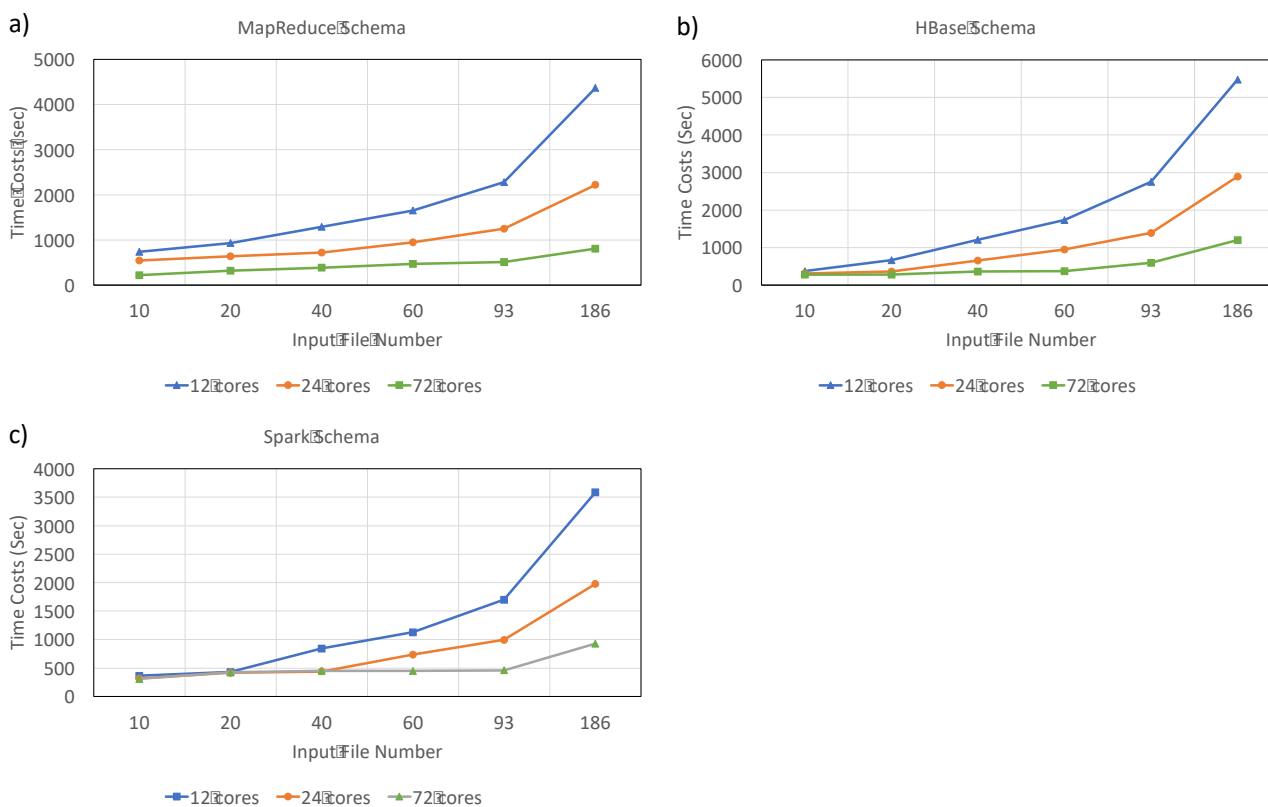 a)
MapReduce Schema
5000
4000
3000
2000
1000
0
Time Costs (sec)
10 20 40 60 93 186
Input File Number
12 cores 24 cores 72 cores
b)
HBase Schema
6000
5000
4000
3000
2000
1000
0
Time Costs (Sec)
10 20 40 60 93 186
Input File Number
12 cores 24 cores 72 cores
c)
Spark Schema
4000
3500
3000
2500
2000
1500
1000
500
0
Time Costs (Sec)
10 20 40 60 93 186
Input File Number
12 cores 24 cores 72 cores